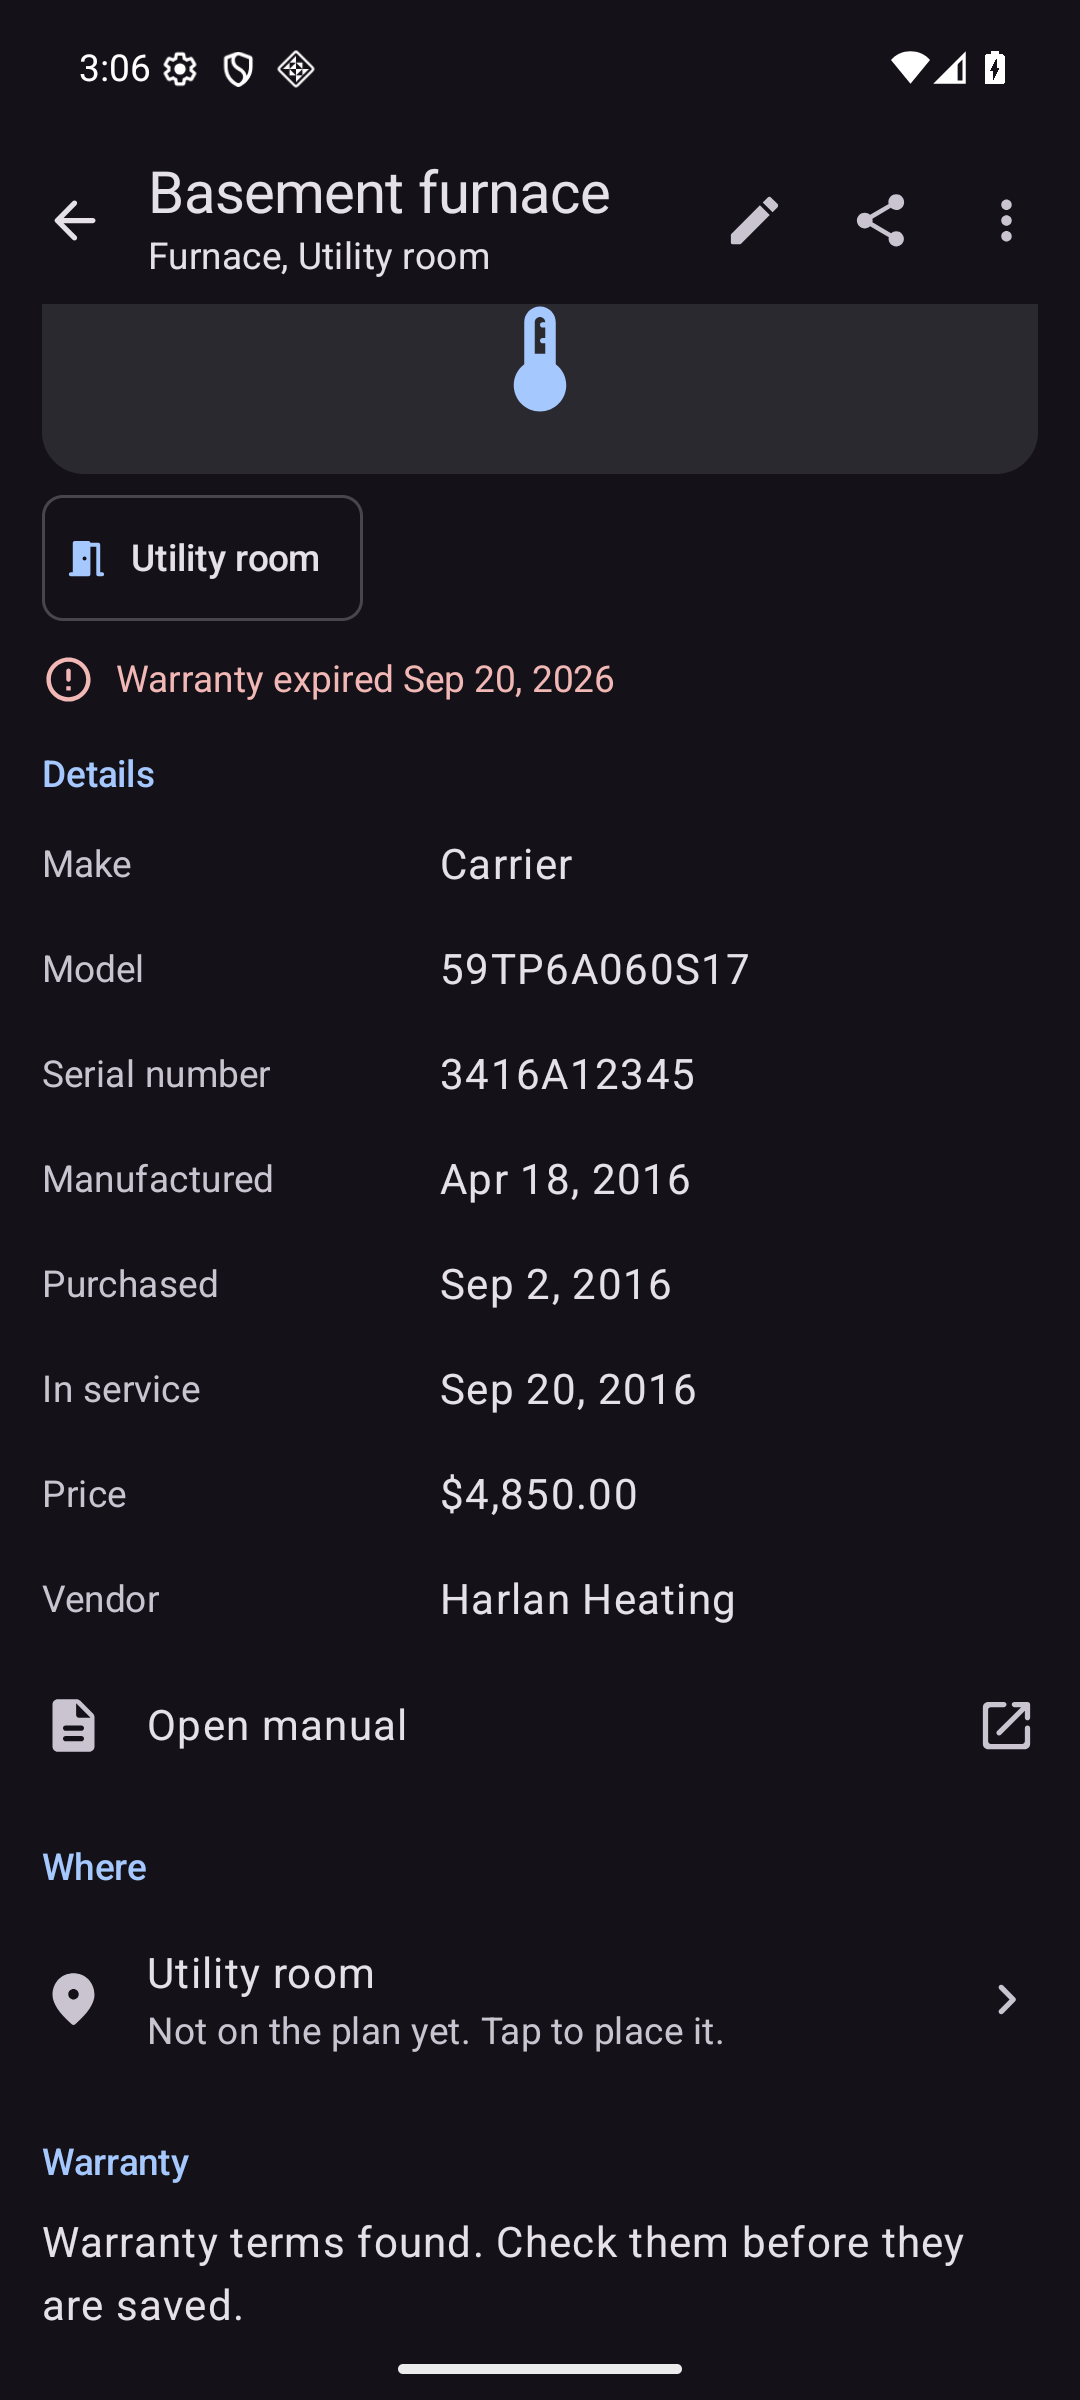 3:06
Basement furnace
Furnace, Utility room
Utility room
Warranty expired Sep 20, 2026
Details
Make Carrier
Model 59TP6A060S17
Serial number 3416A12345
Manufactured Apr 18, 2016
Purchased Sep 2, 2016
In service Sep 20, 2016
Price $4,850.00
Vendor Harlan Heating
Open manual
Where
Utility room
Not on the plan yet. Tap to place it.
Warranty
Warranty terms found. Check them before they
are saved.